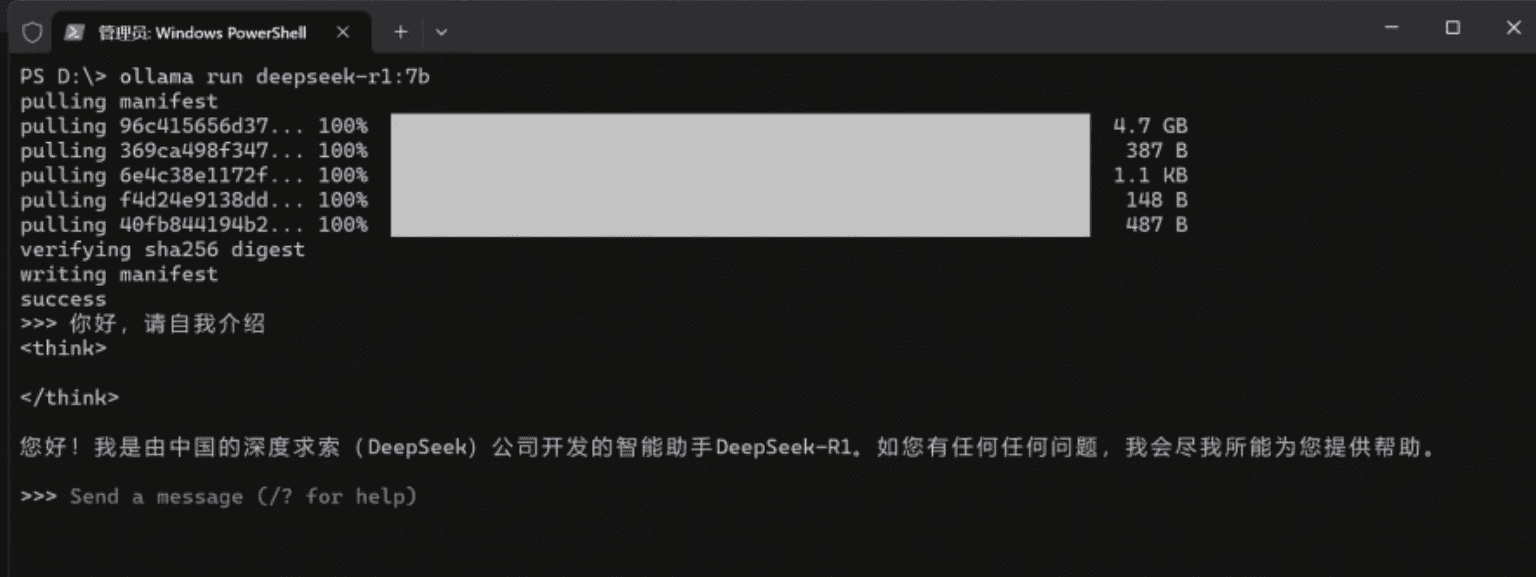 管理员: Windows PowerShell
PS D:\> ollama run deepseek-r1:7b
pulling manifest
pulling 96c415656d37... 100% 4.7 GB
pulling 369ca498f347... 100% 387 B
pulling 6e4c38e1172f... 100% 1.1 KB
pulling f4d24e9138dd... 100% 148 B
pulling 40fb844194b2... 100% 487 B
verifying sha256 digest
writing manifest
success
>>> 你好，请自我介绍
<think>
</think>
您好！我是由中国的深度求索（DeepSeek）公司开发的智能助手DeepSeek-R1。如您有任何任何问题，我会尽我所能为您提供帮助。
>>> Send a message (/? for help)